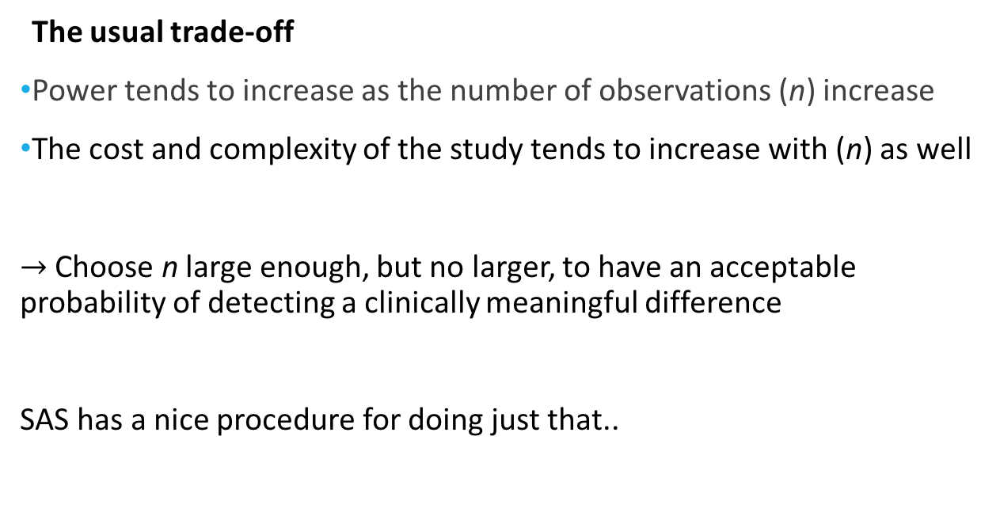 The usual trade-off
•Power tends to increase as the number of observations (n) increase
•The cost and complexity of the study tends to increase with (n) as well
→ Choose n large enough, but no larger, to have an acceptable
probability of detecting a clinically meaningful difference
SAS has a nice procedure for doing just that..